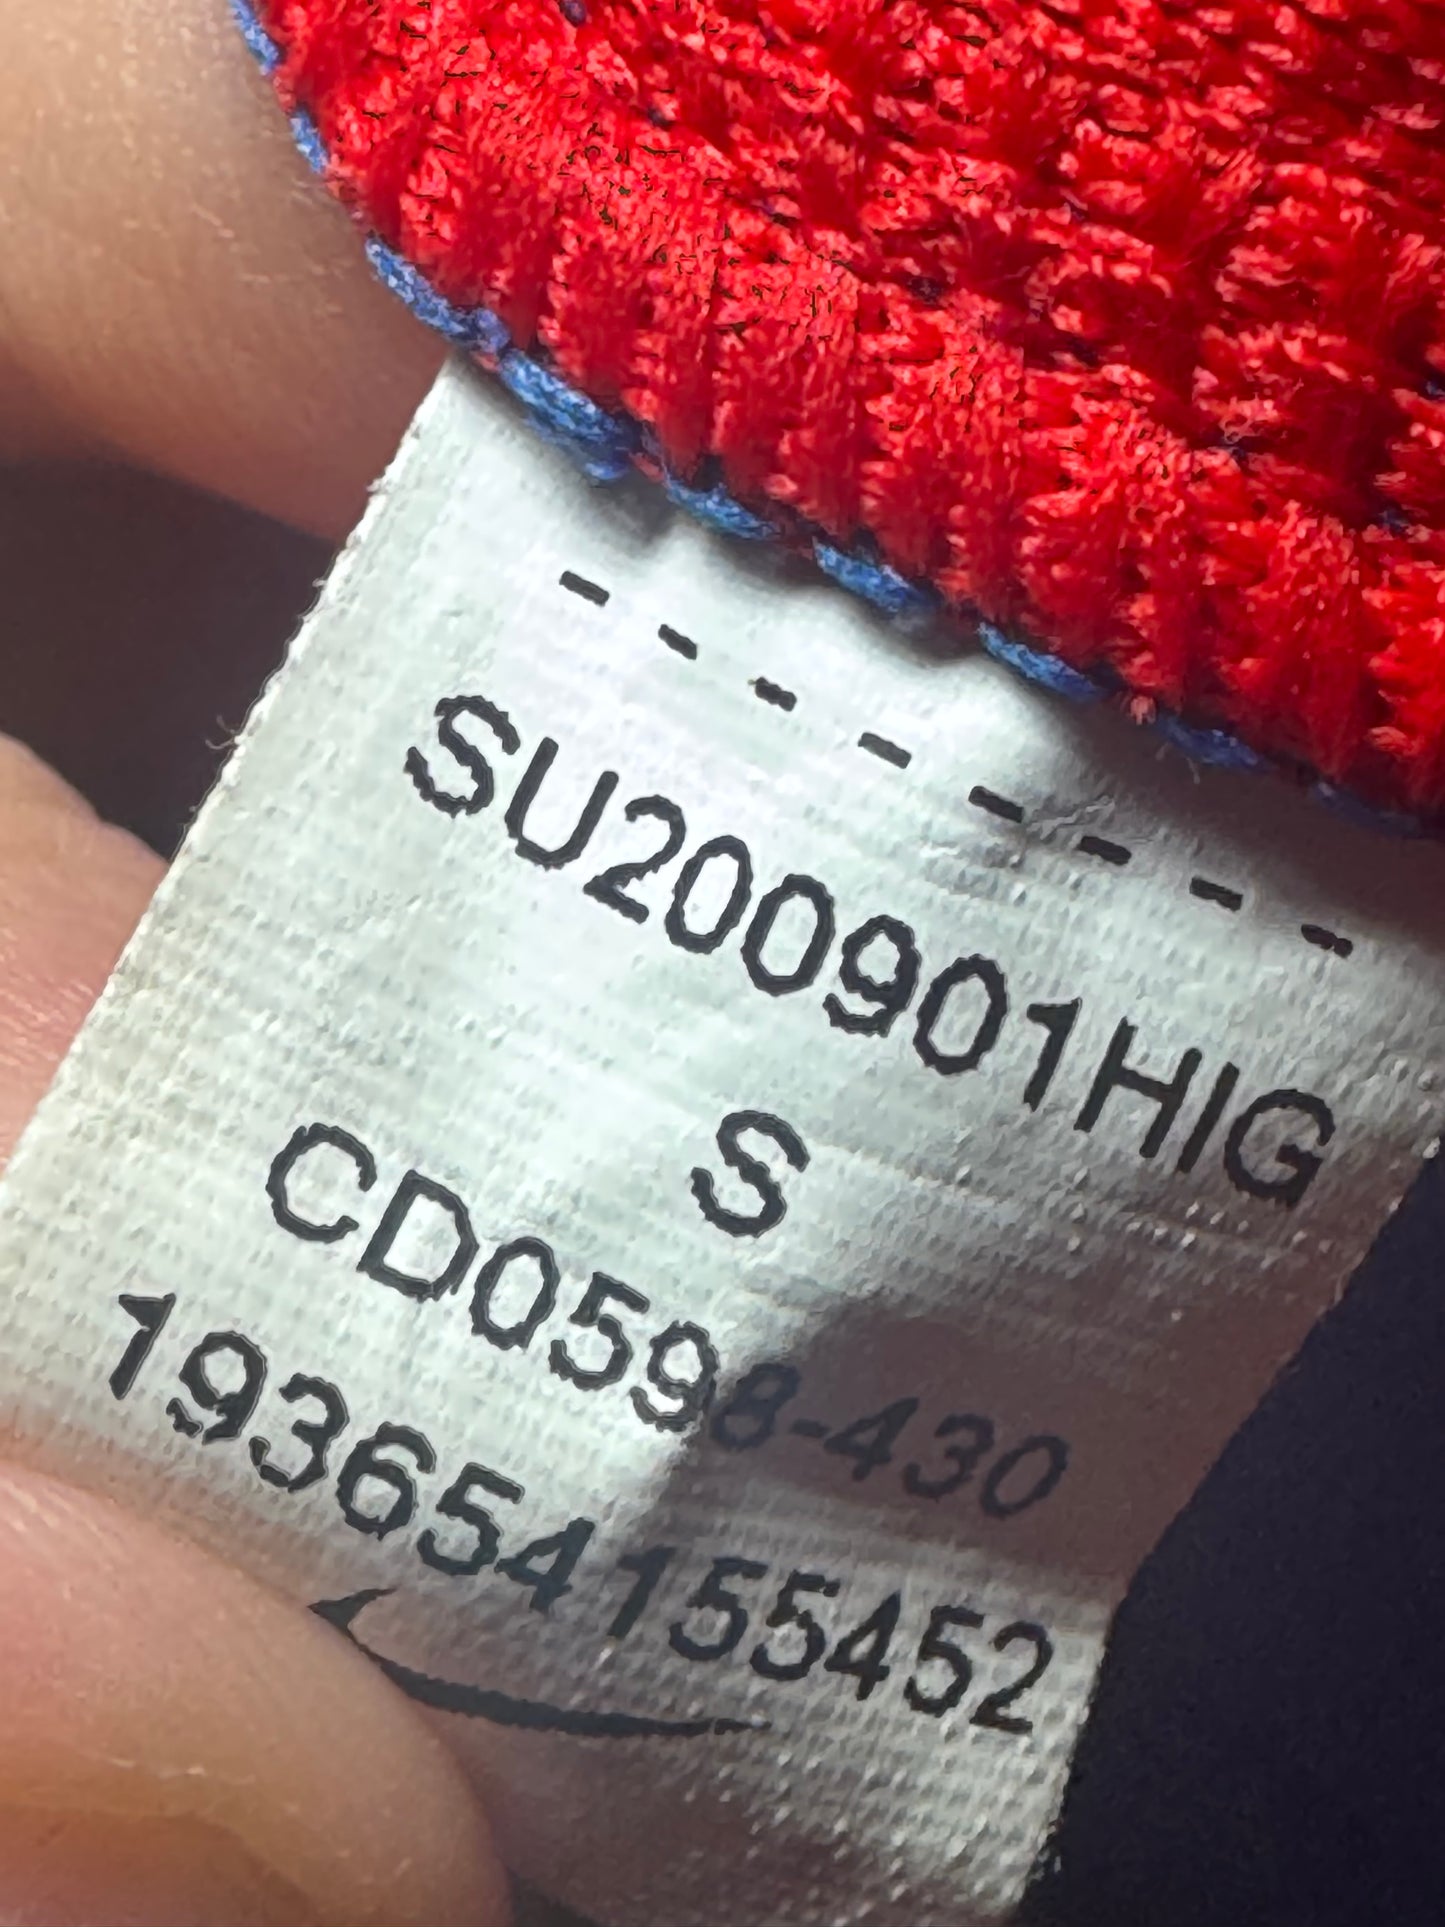 --------
SU200901HIG
S
CD0598-430
193654155452